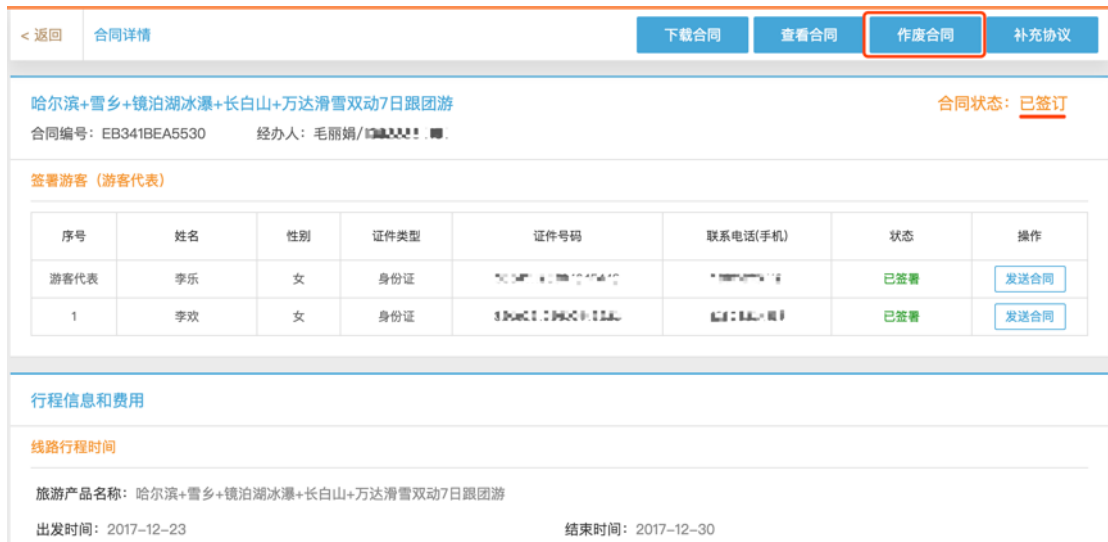 < 返回 合同详情 下载合同 查看合同 作废合同 补充协议
哈尔滨+雪乡+镜泊湖冰瀑+长白山+万达滑雪双动7日跟团游 合同状态：已签订
合同编号：EB341BEA5530 经办人：毛丽娟/
签署游客（游客代表）
序号 姓名 性别 证件类型 证件号码 联系电话(手机) 状态 操作
游客代表 李乐 女 身份证 已签署 发送合同
1 李欢 女 身份证 已签署 发送合同
行程信息和费用
线路行程时间
旅游产品名称：哈尔滨+雪乡+镜泊湖冰瀑+长白山+万达滑雪双动7日跟团游
出发时间：2017-12-23 结束时间：2017-12-30